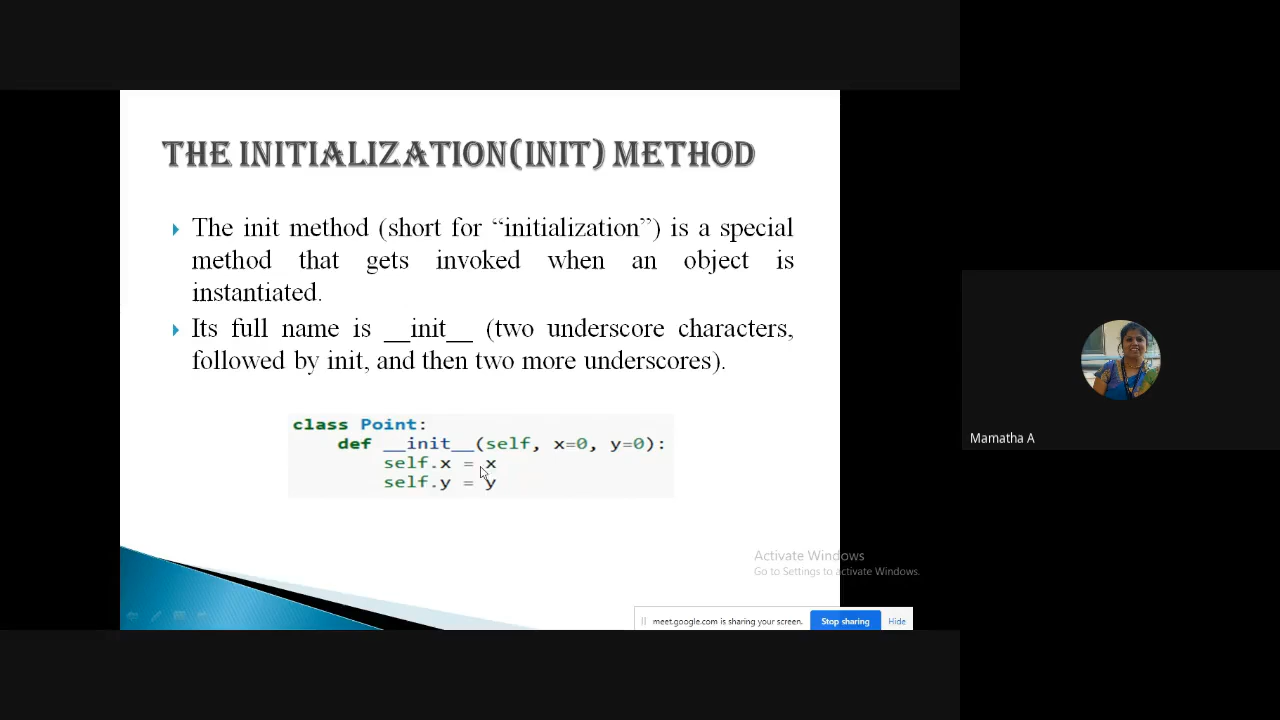 THE INITIALIZATION(INIT) METHOD
The init method (short for “initialization”) is a special
method that gets invoked when an object is
instantiated.
Its full name is __init__ (two underscore characters,
followed by init, and then two more underscores).
class Point:
def __init__(self, x=0, y=0):
self.x = x
self.y = y
Mamatha A
Activate Windows
Go to Settings to activate Windows.
meet.google.com is sharing your screen.
Stop sharing
Hide